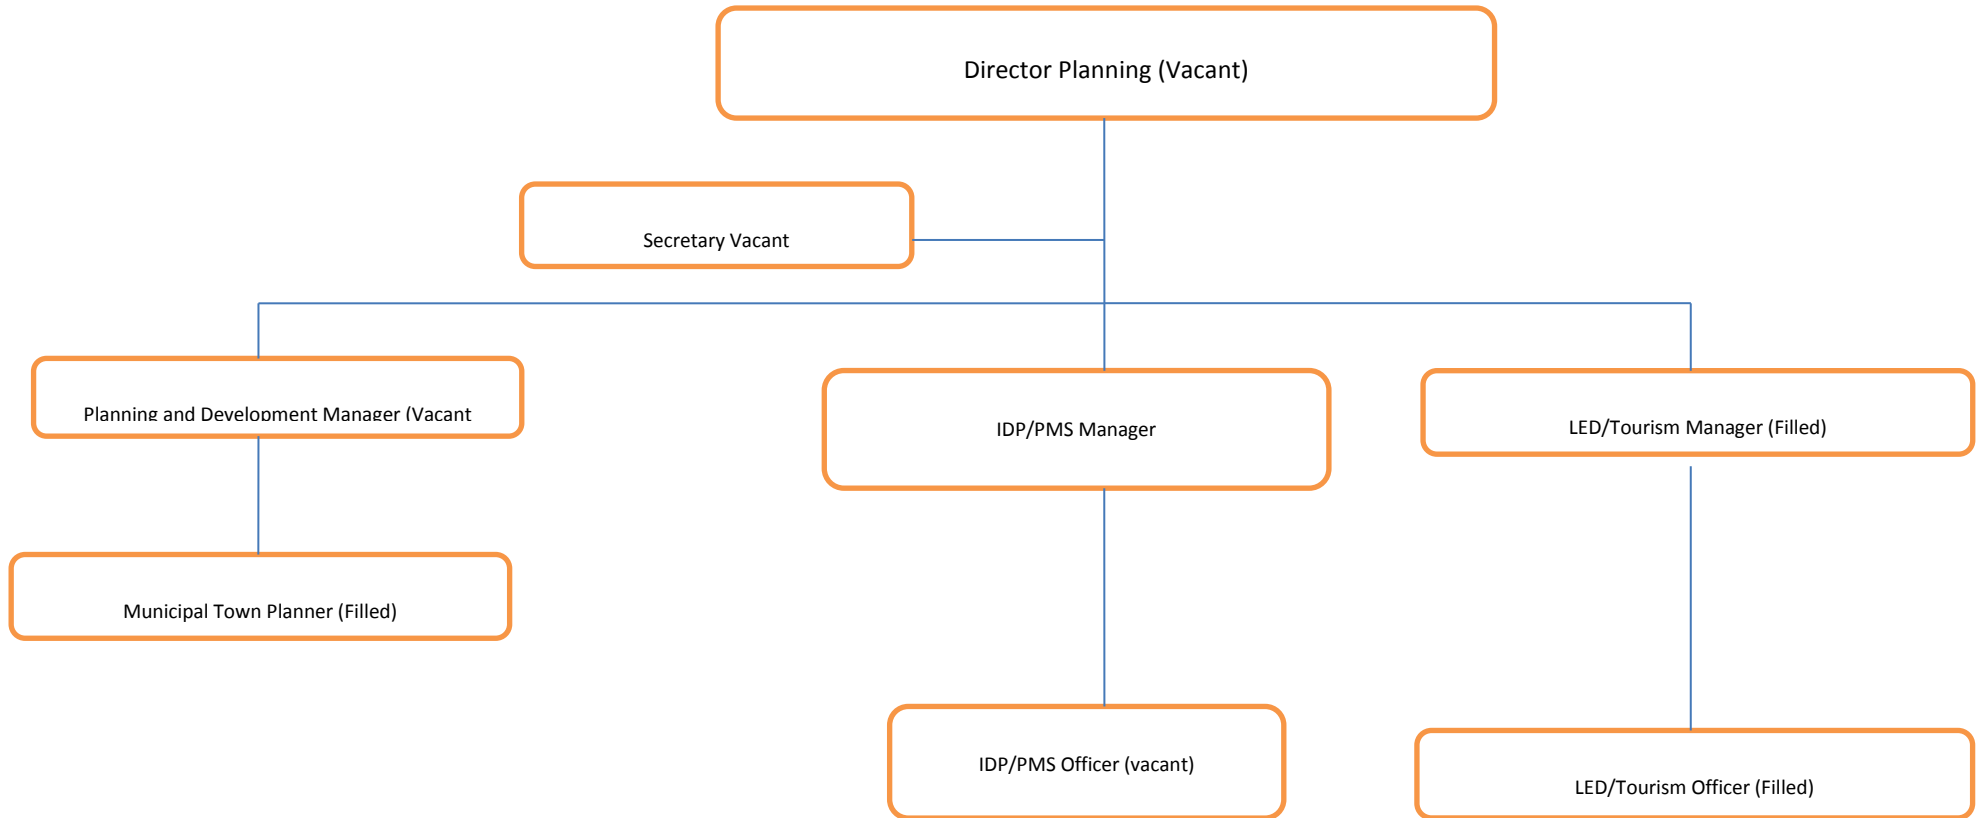 Director Planning (Vacant)
Secretary Vacant
Planning and Development Manager (Vacant
IDP/PMS Manager
LED/Tourism Manager (Filled)
Municipal Town Planner (Filled)
IDP/PMS Officer (vacant)
LED/Tourism Officer (Filled)